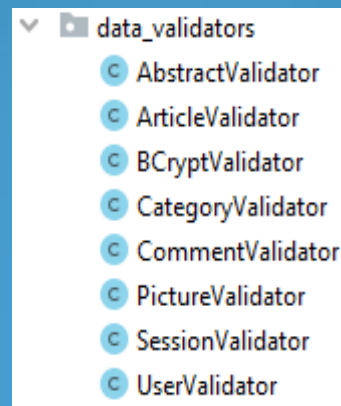 data_validators
C AbstractValidator
C ArticleValidator
C BCryptValidator
C CategoryValidator
C CommentValidator
C PictureValidator
C SessionValidator
C UserValidator